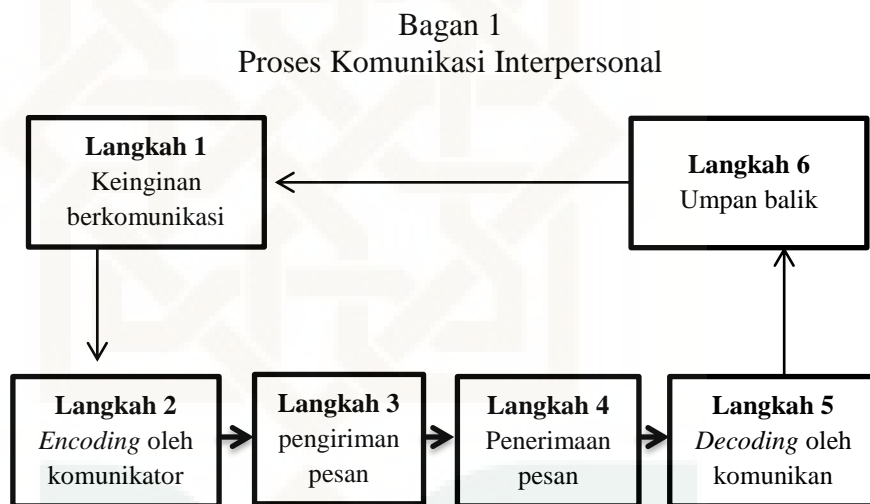 Bagan 1
Proses Komunikasi Interpersonal
Langkah 1
Keinginan
berkomunikasi
Langkah 6
Umpan balik
Langkah 2
Encoding oleh
komunikator
Langkah 3
pengiriman
pesan
Langkah 4
Penerimaan
pesan
Langkah 5
Decoding oleh
komunikan